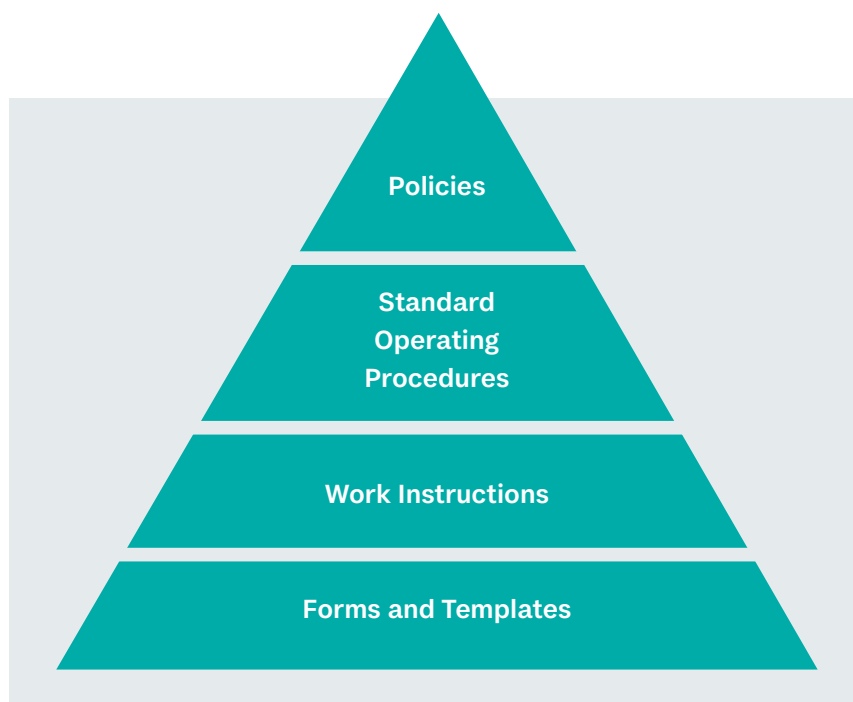 Policies
Standard
Operating
Procedures
Work Instructions
Forms and Templates